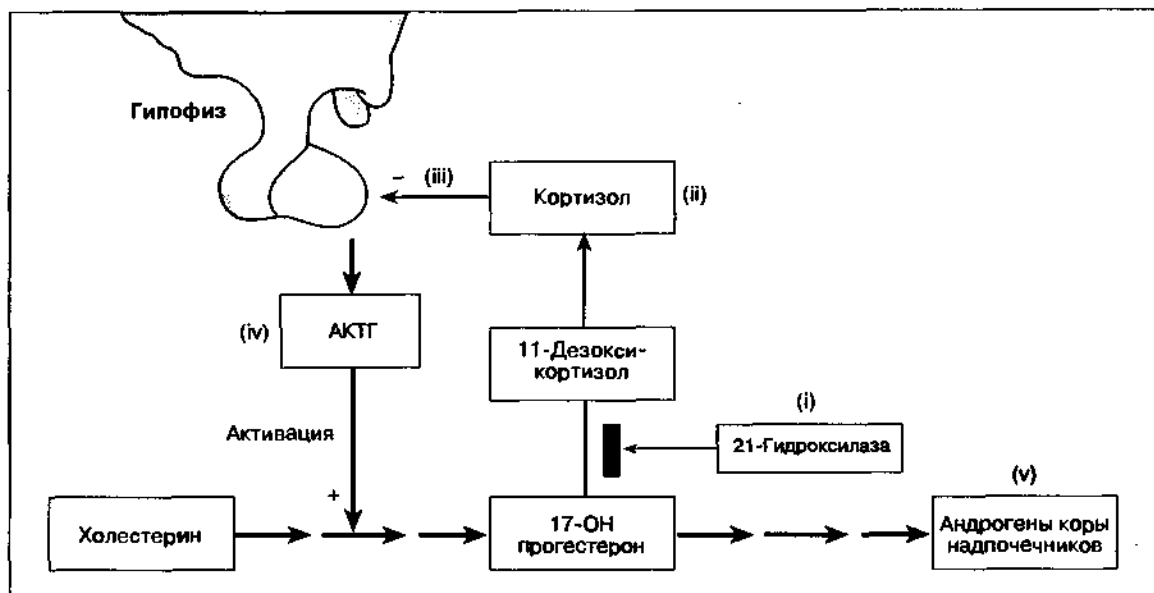 Гипофиз
– (iii)
Кортизол
(ii)
(iv)
АКТГ
11-Дезокси-
кортизол
(i)
21-Гидроксилаза
Активация
+
(v)
Холестерин
17-ОН
прогестерон
Андрогены коры
надпочечников